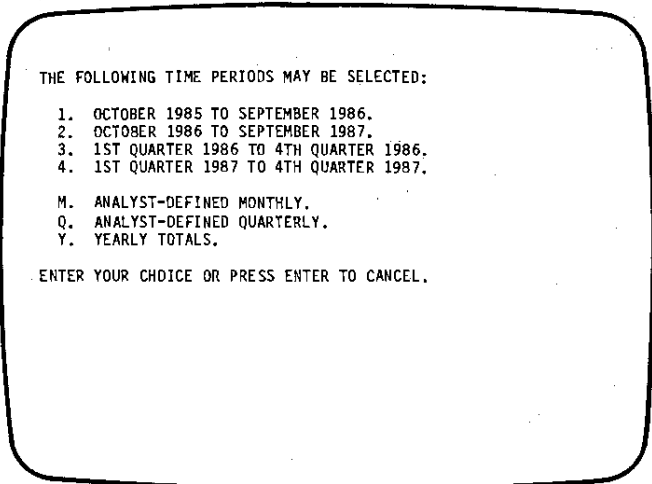 THE FOLLOWING TIME PERIODS MAY BE SELECTED:
1. OCTOBER 1985 TO SEPTEMBER 1986.
2. OCTOBER 1986 TO SEPTEMBER 1987.
3. 1ST QUARTER 1986 TO 4TH QUARTER 1986.
4. 1ST QUARTER 1987 TO 4TH QUARTER 1987.
M. ANALYST-DEFINED MONTHLY.
Q. ANALYST-DEFINED QUARTERLY.
Y. YEARLY TOTALS.
ENTER YOUR CHOICE OR PRESS ENTER TO CANCEL.